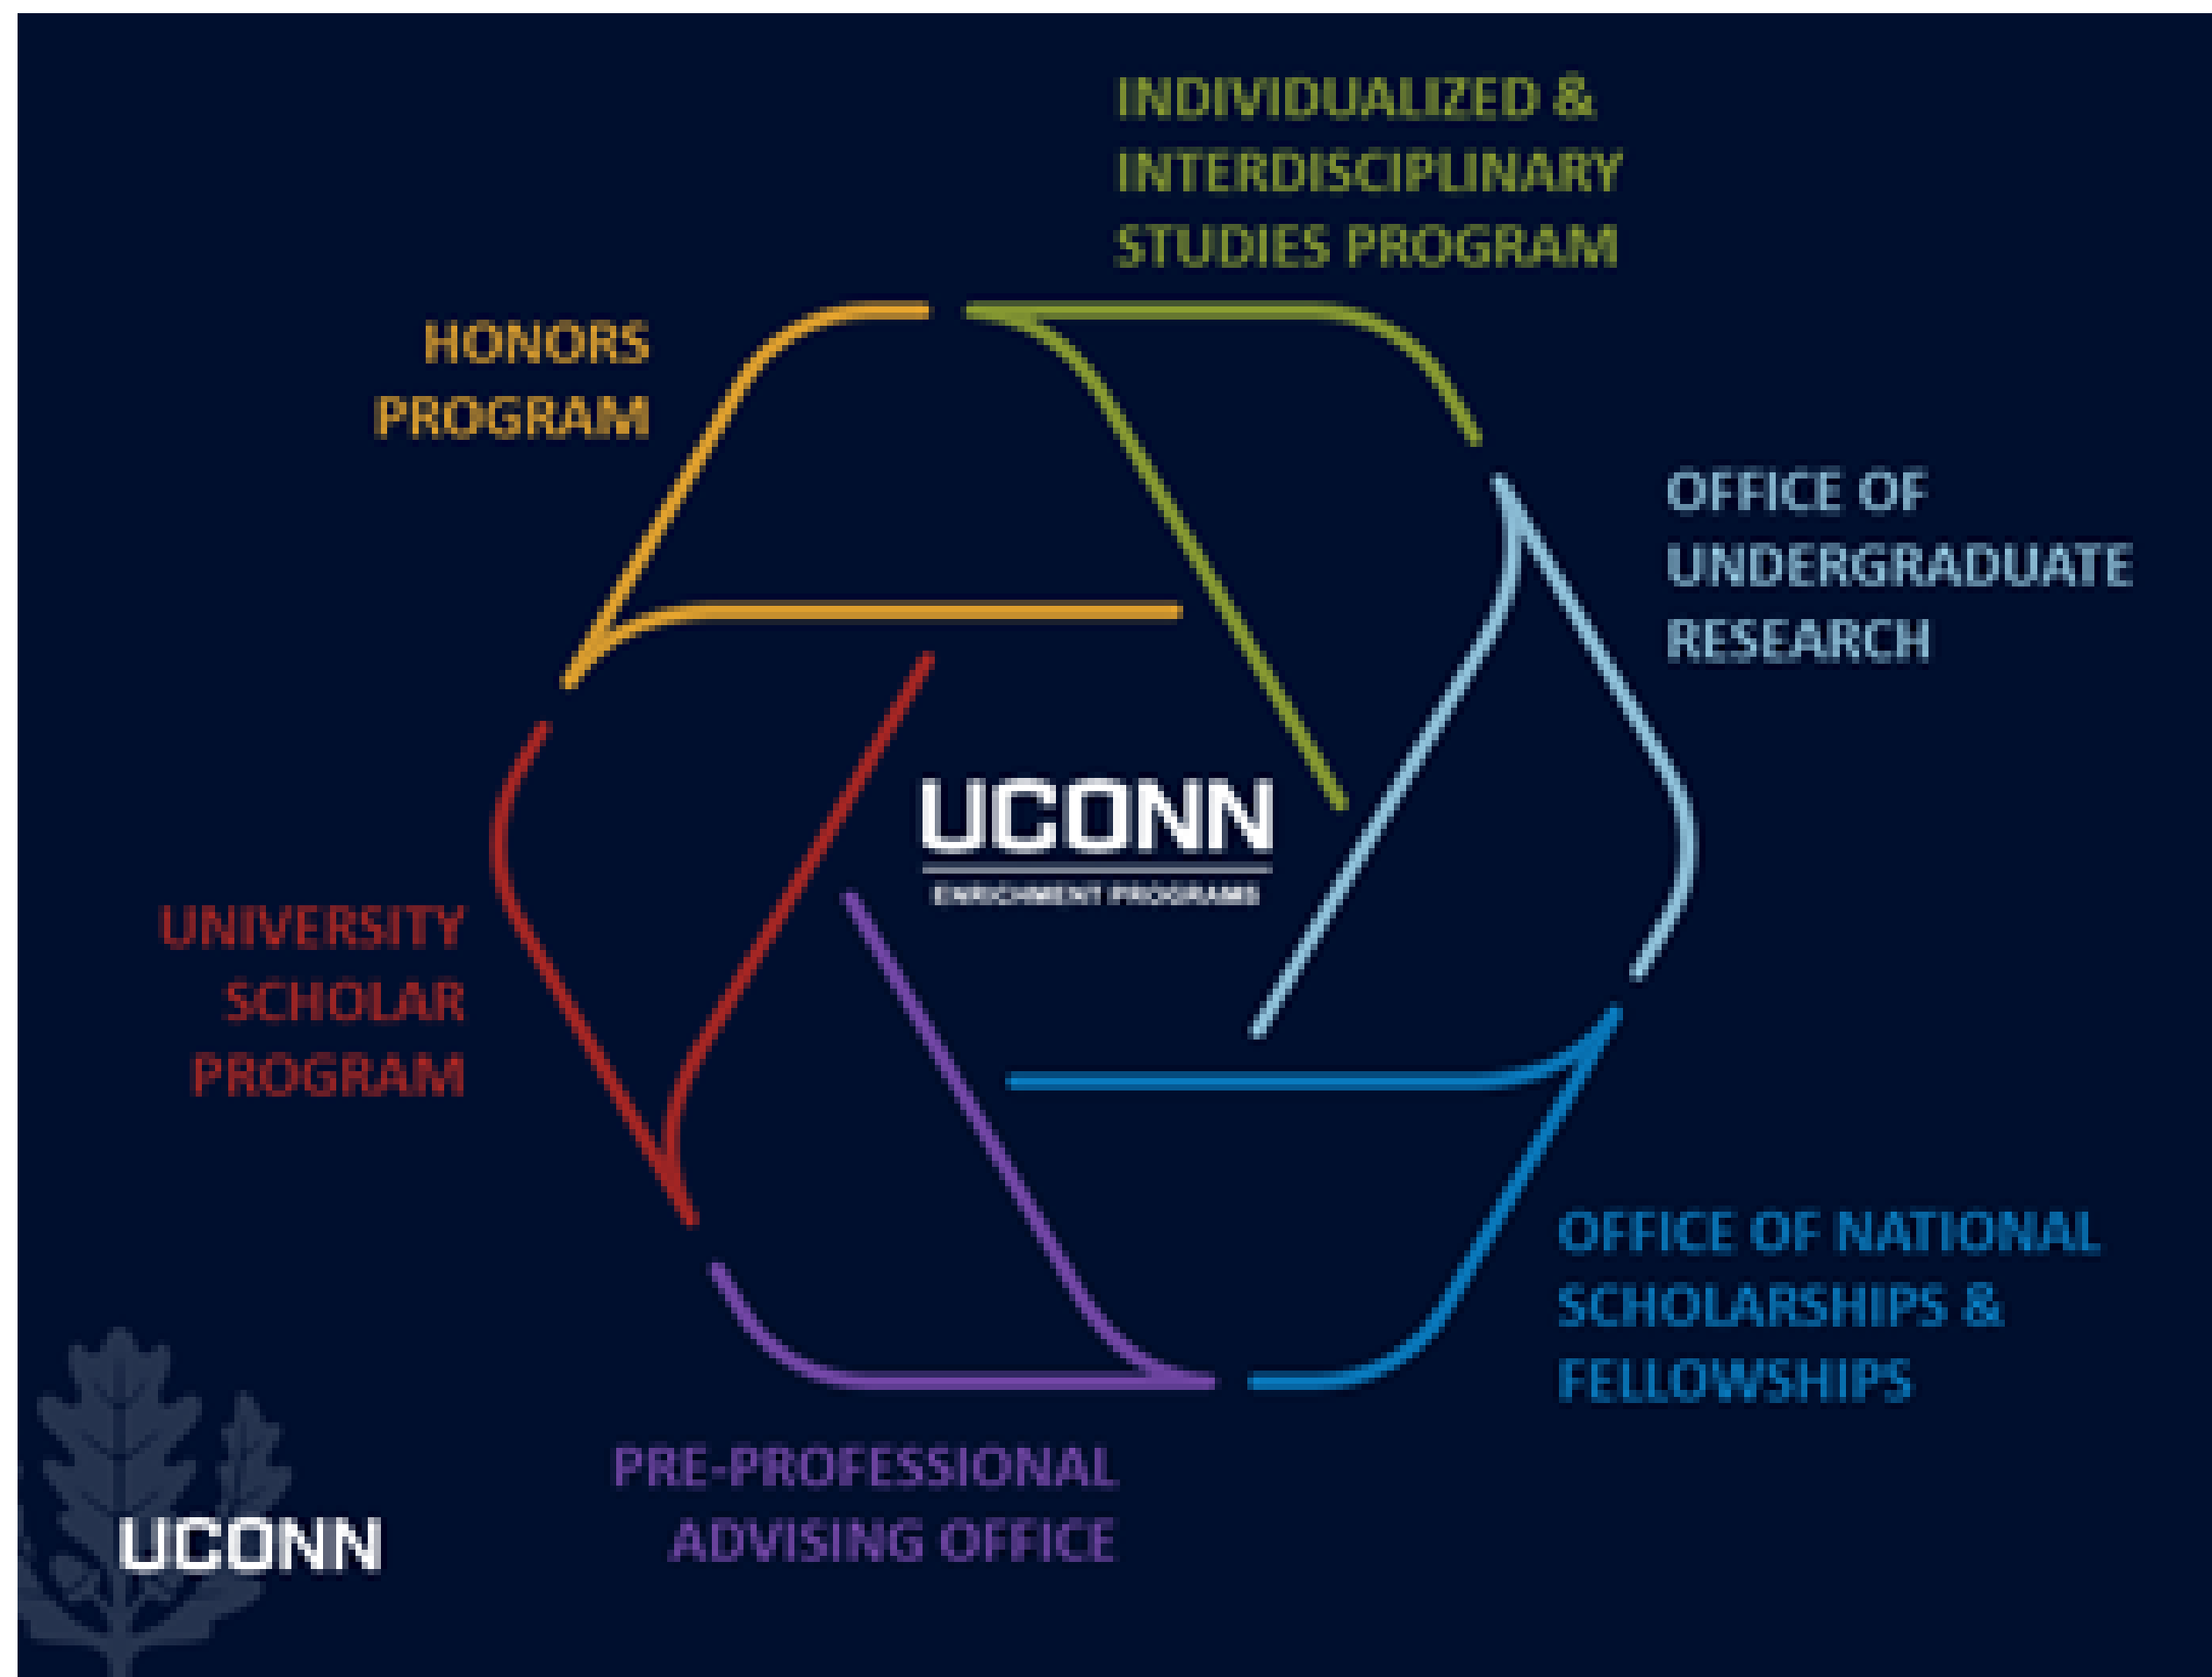 INDIVIDUALIZED &
INTERDISCIPLINARY
STUDIES PROGRAM
HONORS
PROGRAM
OFFICE OF
UNDERGRADUATE
RESEARCH
UCONN
ENRICHMENT PROGRAMS
UNIVERSITY
SCHOLAR
PROGRAM
OFFICE OF NATIONAL
SCHOLARSHIPS &
FELLOWSHIPS
PRE-PROFESSIONAL
ADVISING OFFICE
UCONN